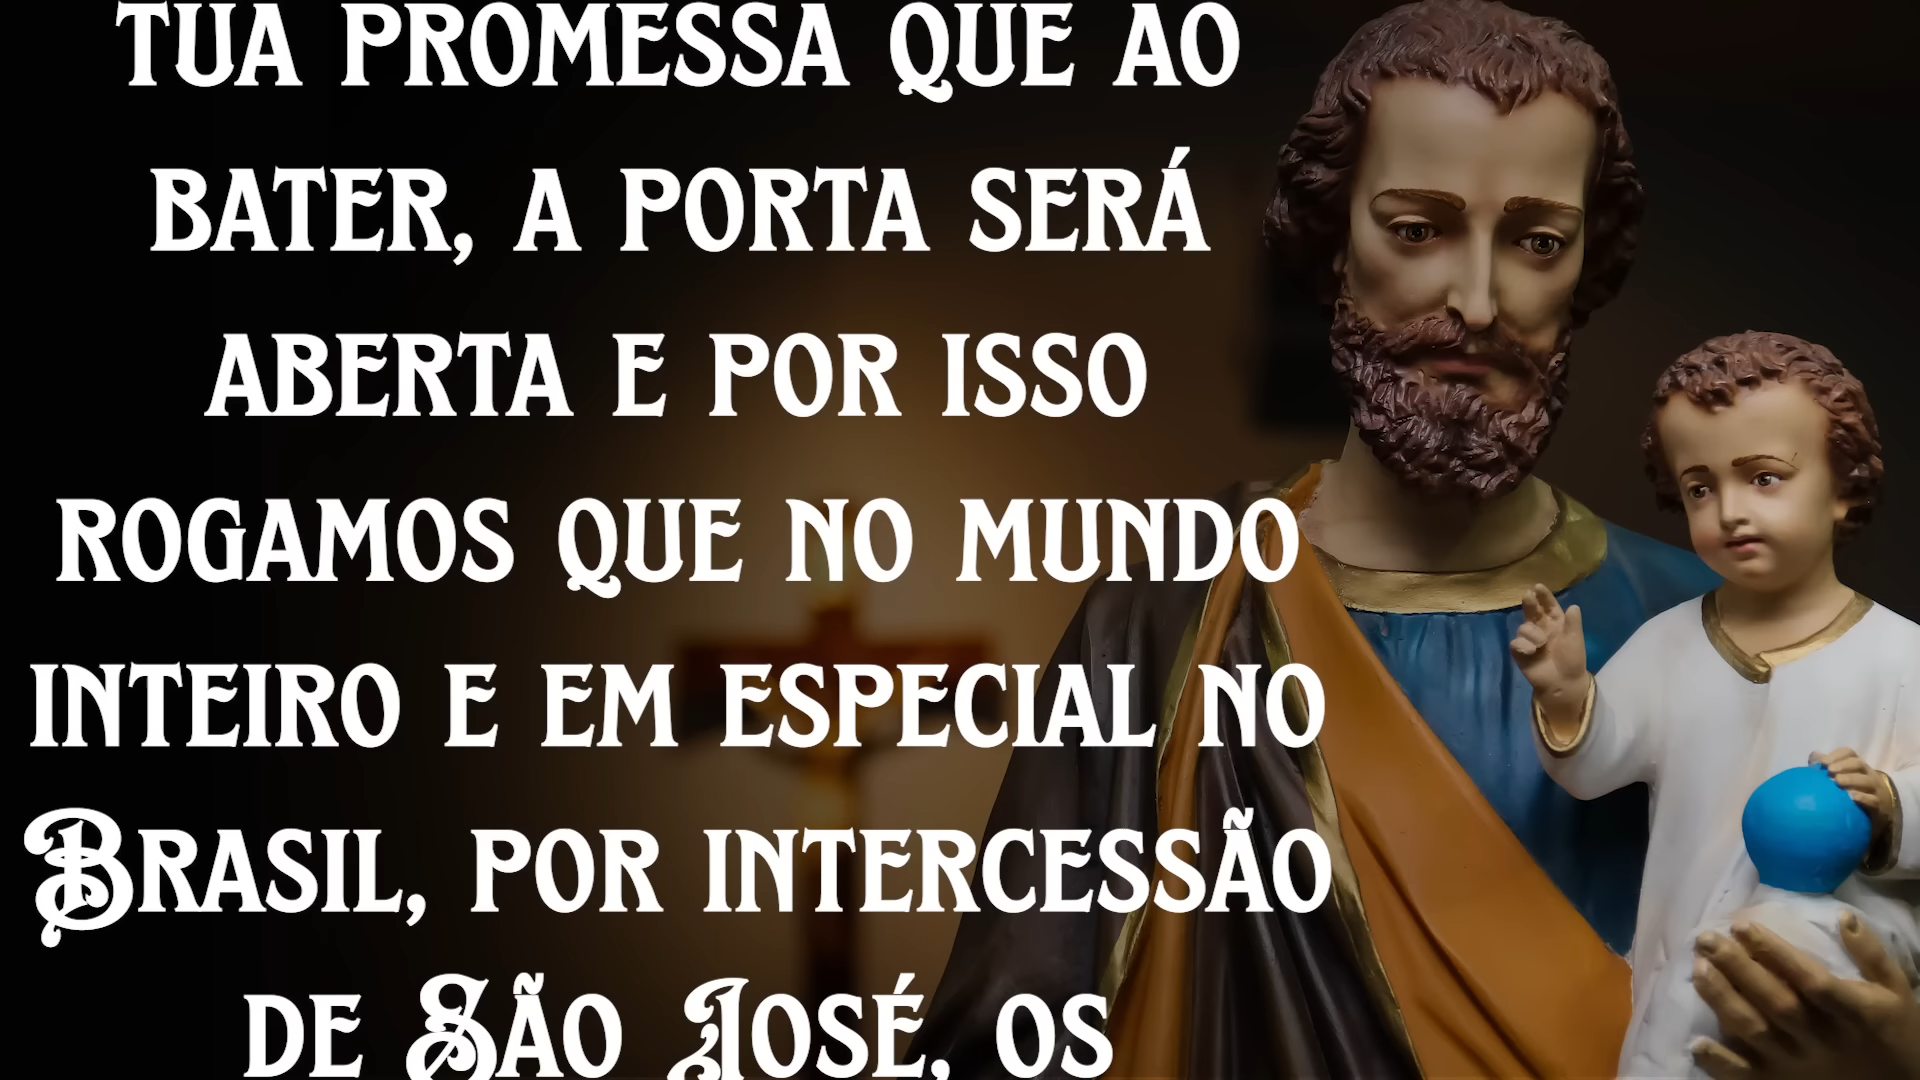 TUA PROMESSA QUE AO
BATER, A PORTA SERÁ
ABERTA E POR ISSO
ROGAMOS QUE NO MUNDO
INTEIRO E EM ESPECIAL NO
BRASIL, POR INTERCESSÃO
DE SÃO JOSÉ, OS